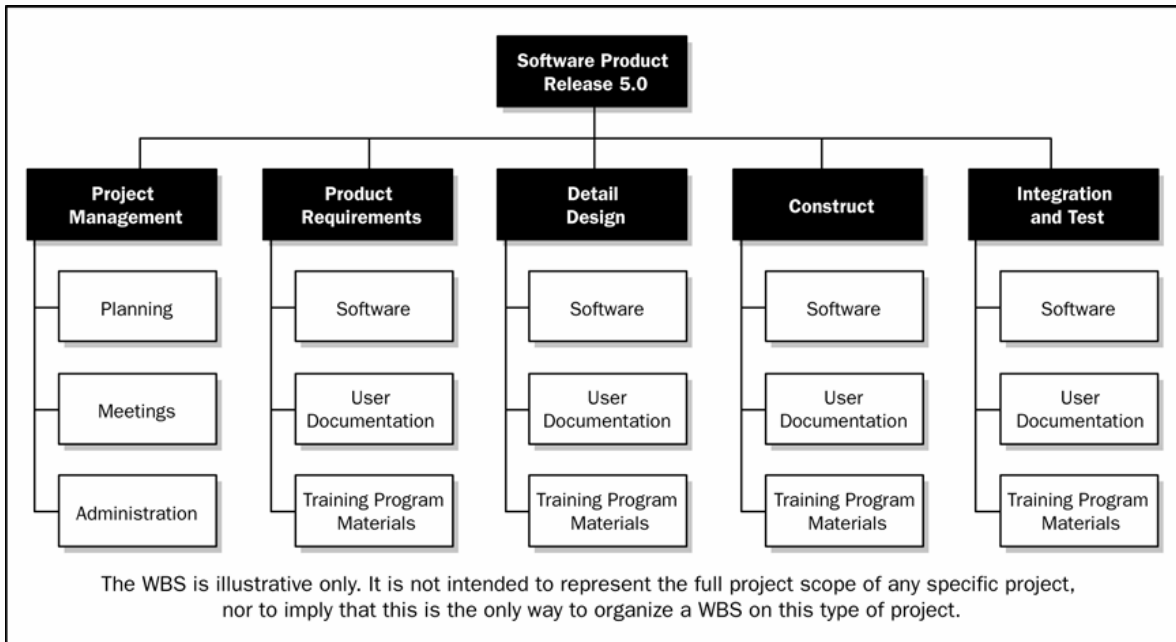 Software Product
Release 5.0
Project
Management
Product
Requirements
Detail
Design
Construct
Integration
and Test
Planning
Software
Software
Software
Software
Meetings
User
Documentation
User
Documentation
User
Documentation
User
Documentation
Administration
Training Program
Materials
Training Program
Materials
Training Program
Materials
Training Program
Materials
The WBS is illustrative only. It is not intended to represent the full project scope of any specific project,
nor to imply that this is the only way to organize a WBS on this type of project.